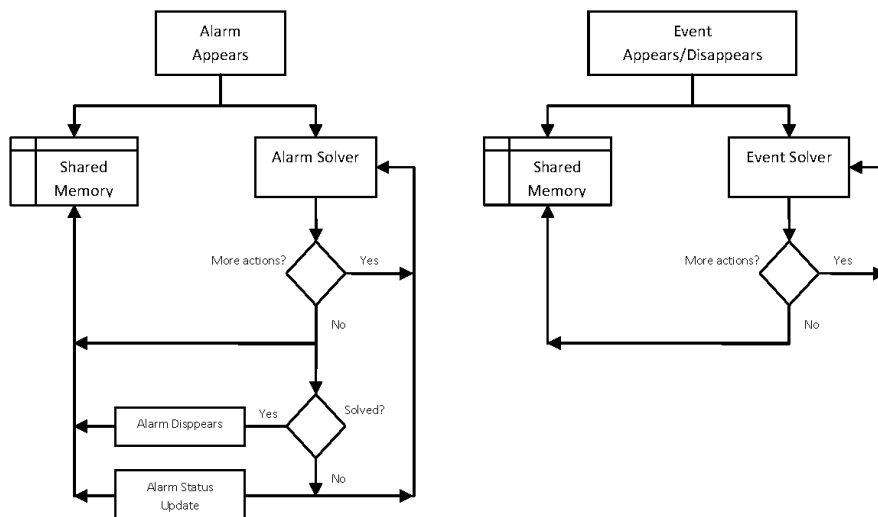 Alarm
Appears
Shared
Memory
Alarm Solver
More actions?
Yes
No
Yes
Solved?
Alarm Disppears
No
Alarm Status
Update
Event
Appears/Disappears
Shared
Memory
Event Solver
More actions?
Yes
No